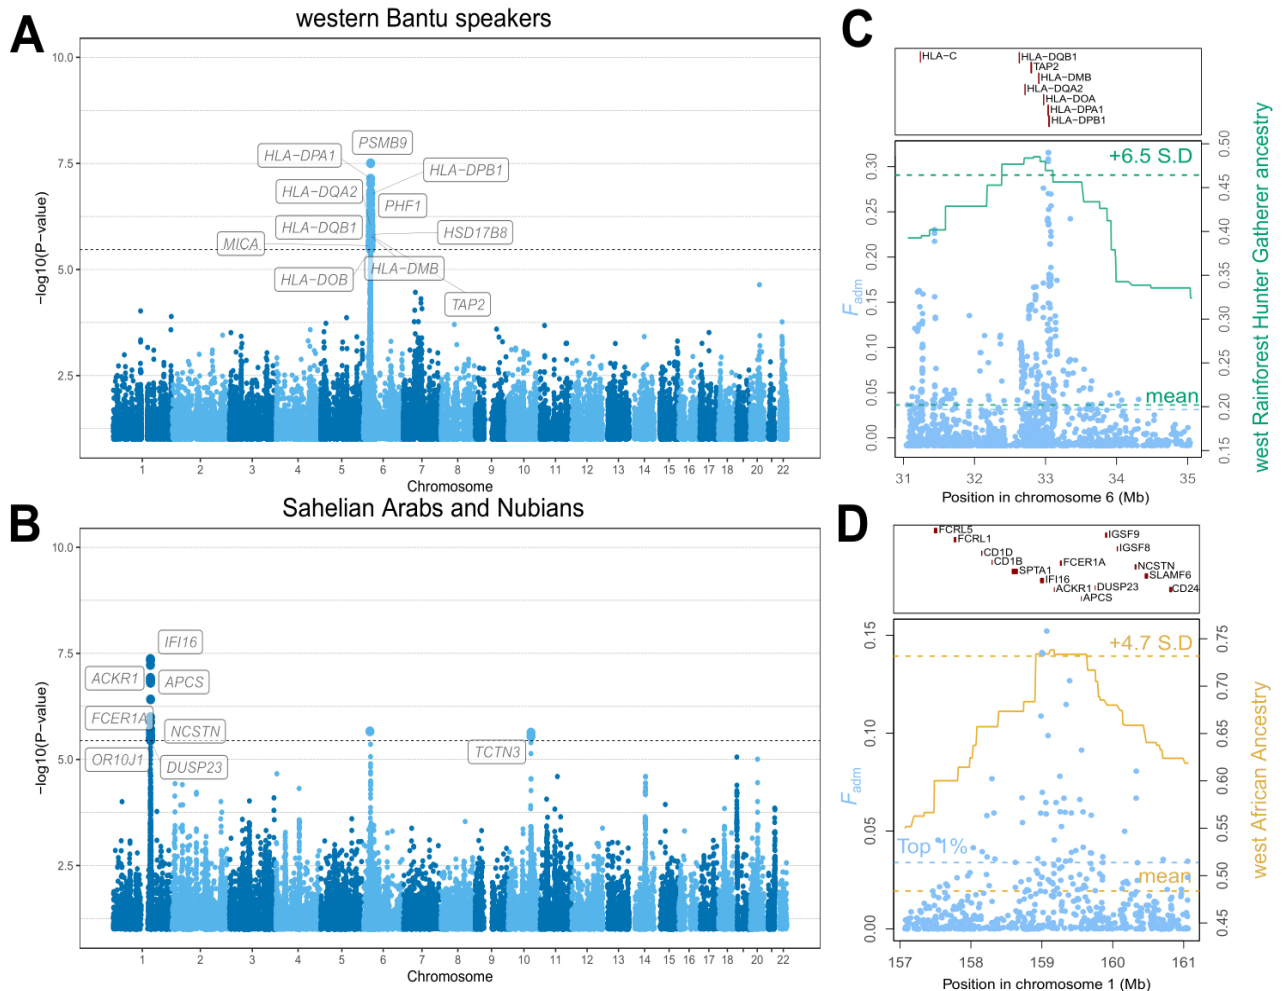 A
western Bantu speakers
−log10(P−value)
10.0
7.5
5.0
2.5
PSMB9
HLA−DPA1
HLA−DPB1
HLA−DQA2
PHF1
HLA−DQB1
HSD17B8
MICA
HLA−DMB
HLA−DOB
TAP2
1 2 3 4 5 6 7 8 9 10 11 12 13 14 15 16 17 18 19 20 22
Chromosome
B
Sahelian Arabs and Nubians
−log10(P−value)
10.0
7.5
5.0
2.5
IFI16
ACKR1
APCS
FCER1A
NCSTN
OR10J1
DUSP23
TCTN3
1 2 3 4 5 6 7 8 9 10 11 12 13 14 15 16 17 18 19 20 22
Chromosome
C
HLA−C
HLA−DQB1
TAP2
HLA−DMB
HLA−DQA2
HLA−DOA
HLA−DPA1
HLA−DPB1
+6.5 S.D
mean
Fadm
0.30
0.25
0.20
0.15
0.10
0.05
0.00
0.50
0.45
0.40
0.35
0.30
0.25
0.20
0.15
west Rainforest Hunter Gatherer ancestry
31 32 33 34 35
Position in chromosome 6 (Mb)
D
FCRL5
IGSF9
FCRL1
IGSF8
CD1D
CD1B
FCER1A
NCSTN
SPTA1
SLAMF6
IFI16
ACKR1
DUSP23
CD24
APCS
+4.7 S.D
Top 1%
mean
Fadm
0.15
0.10
0.05
0.00
0.75
0.70
0.65
0.60
0.55
0.50
0.45
west African Ancestry
157 158 159 160 161
Position in chromosome 1 (Mb)